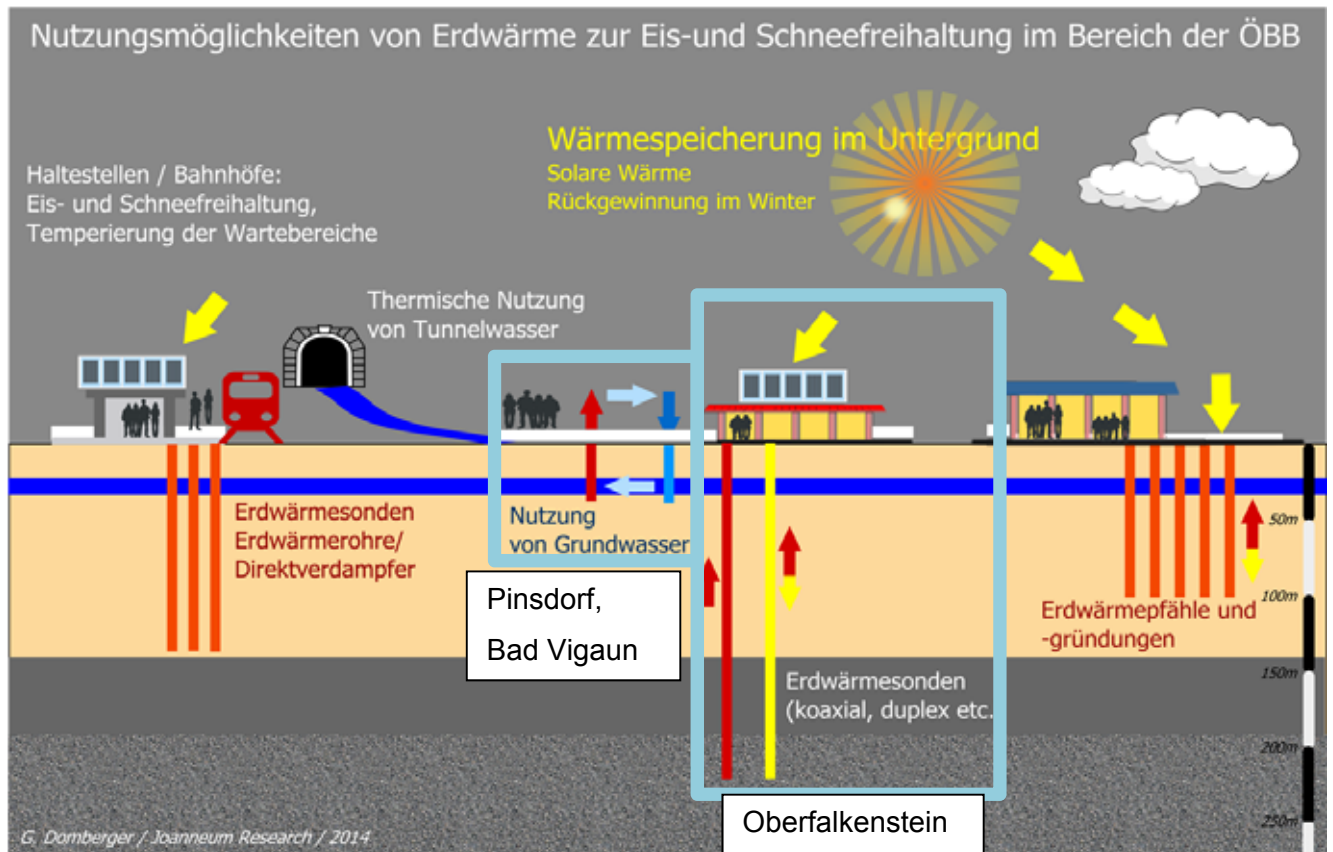 Nutzungsmöglichkeiten von Erdwärme zur Eis-und Schneefreihaltung im Bereich der ÖBB
Haltestellen / Bahnhöfe:
Eis- und Schneefreihaltung,
Temperierung der Wartebereiche
Wärmespeicherung im Untergrund
Solare Wärme
Rückgewinnung im Winter
Thermische Nutzung
von Tunnelwasser
Erdwärmesonden
Erdwärmerohre/
Direktverdampfer
Nutzung
von Grundwasser
Pinsdorf,
Bad Vigaun
Erdwärmesonden
(koaxial, duplex etc.
Oberfalkenstein
Erdwärmepfähle und
-gründungen
50m
100m
150m
200m
250m
G. Domberger / Joanneum Research / 2014